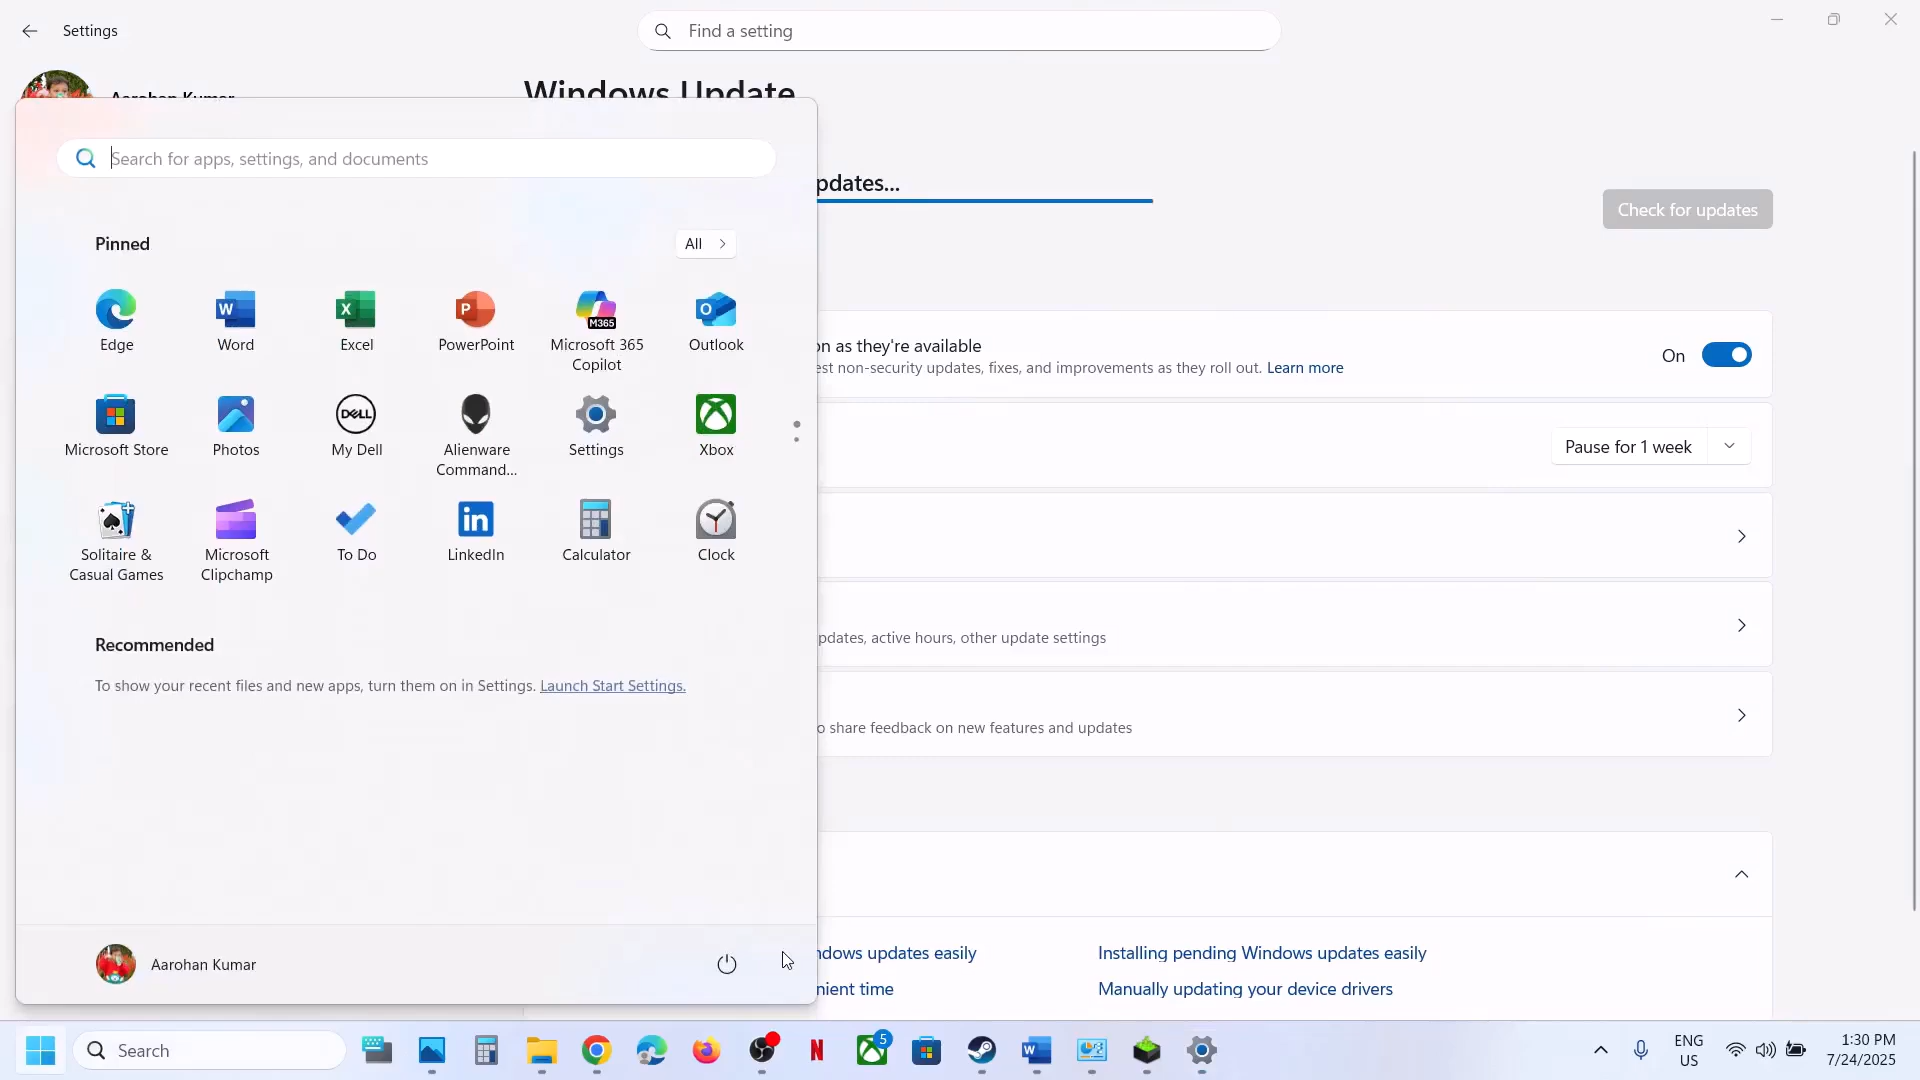 Settings
Find a setting
Aarohan Kumar
Windows Update
Search for apps, settings, and documents
pdates...
Check for updates
Pinned
All
Edge
Word
Excel
PowerPoint
Microsoft 365
Copilot
M365
Outlook
on as they're available
est non-security updates, fixes, and improvements as they roll out. Learn more
On
Microsoft Store
Photos
DELL
My Dell
Alienware
Command...
Settings
Xbox
Pause for 1 week
Solitaire &
Casual Games
Microsoft
Clipchamp
To Do
LinkedIn
Calculator
Clock
Recommended
pdates, active hours, other update settings
To show your recent files and new apps, turn them on in Settings. Launch Start Settings.
o share feedback on new features and updates
Aarohan Kumar
ndows updates easily
Installing pending Windows updates easily
nient time
Manually updating your device drivers
Search
5
ENG
US
1:30 PM
7/24/2025